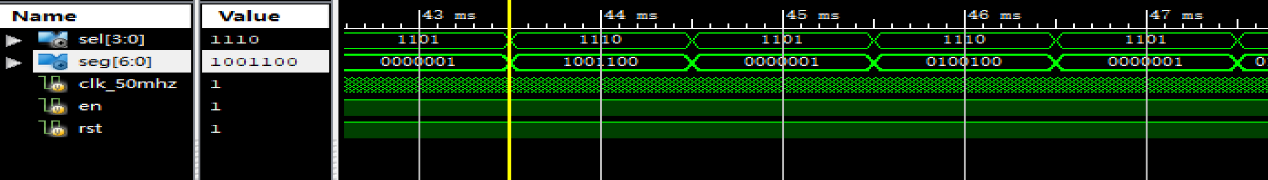 Name Value 43 ms 44 ms 45 ms 46 ms 47 ms
sel[3:0] 1110 1101 1110 1101 1110 1101
seg[6:0] 1001100 0000001 1001100 0000001 0100100 0000001 0
clk_50mhz 1
en 1
rst 1